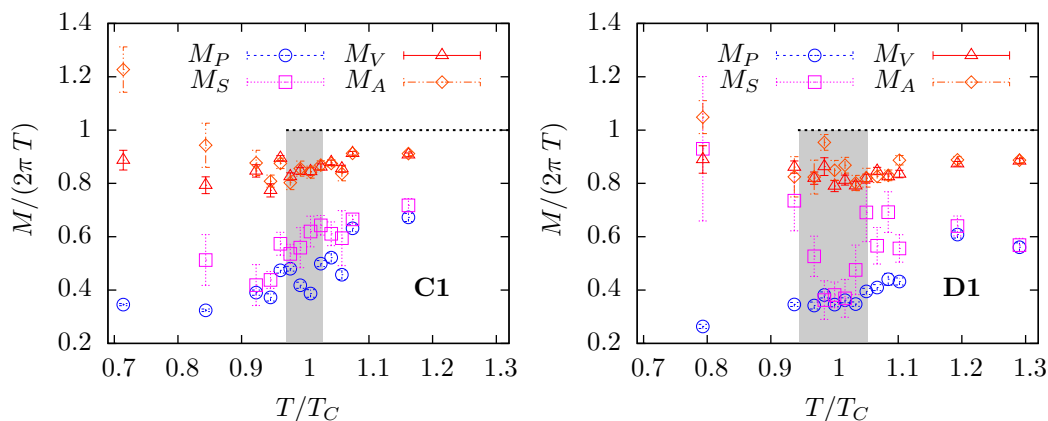 M/(2π T)
1.4
1.2
1
0.8
0.6
0.4
0.2
M_P
M_V
M_S
M_A
C1
0.7 0.8 0.9 1 1.1 1.2 1.3
T/T_C
M/(2π T)
1.4
1.2
1
0.8
0.6
0.4
0.2
M_P
M_V
M_S
M_A
D1
0.7 0.8 0.9 1 1.1 1.2 1.3
T/T_C